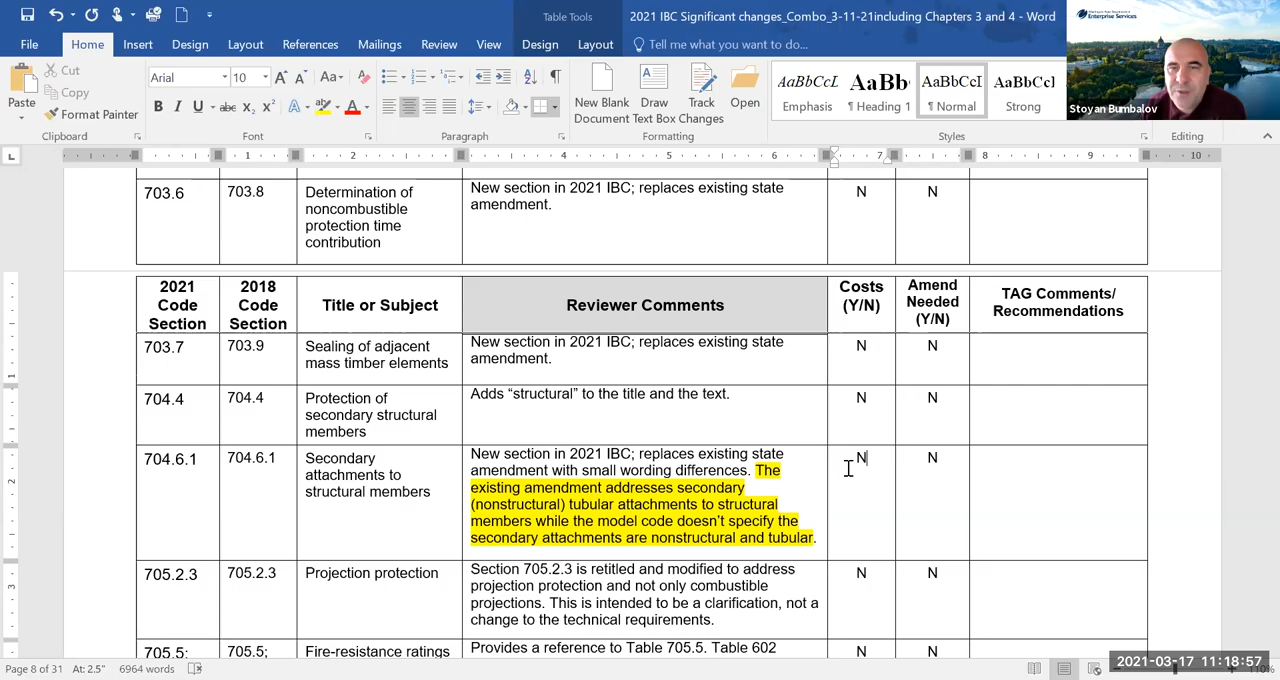 Table Tools
2021 IBC Significant changes_Combo_3-11-21including Chapters 3 and 4 - Word
Enterprise Services
File Home Insert Design Layout References Mailings Review View Design Layout Tell me what you want to do...
Stoyan Bumbalov
Paste
Cut
Copy
Format Painter
Arial 10
New Blank Document
Draw Text Box
Track Changes
Open
AaBbCcL Emphasis
AaBb ¶ Heading 1
AaBbCcI ¶ Normal
AaBbCcI Strong
Clipboard Font Paragraph Formatting Styles Editing
1 2 3 4 5 6 7 8 9 10
703.6 703.8 Determination of
noncombustible
protection time
contribution
New section in 2021 IBC; replaces existing state
amendment.
N N
2021
Code
Section
2018
Code
Section
Title or Subject
Reviewer Comments
Costs
(Y/N)
Amend
Needed
(Y/N)
TAG Comments/
Recommendations
703.7 703.9 Sealing of adjacent
mass timber elements
New section in 2021 IBC; replaces existing state
amendment.
N N
704.4 704.4 Protection of
secondary structural
members
Adds “structural” to the title and the text.
N N
704.6.1 704.6.1 Secondary
attachments to
structural members
New section in 2021 IBC; replaces existing state
amendment with small wording differences. The
existing amendment addresses secondary
(nonstructural) tubular attachments to structural
members while the model code doesn’t specify the
secondary attachments are nonstructural and tubular.
N N
705.2.3 705.2.3 Projection protection
Section 705.2.3 is retitled and modified to address
projection protection and not only combustible
projections. This is intended to be a clarification, not a
change to the technical requirements.
N N
705.5; 705.5; Fire-resistance ratings
Provides a reference to Table 705.5. Table 602
N N
Page 8 of 31 At: 2.5" 6964 words
2021-03-17 11:18:57